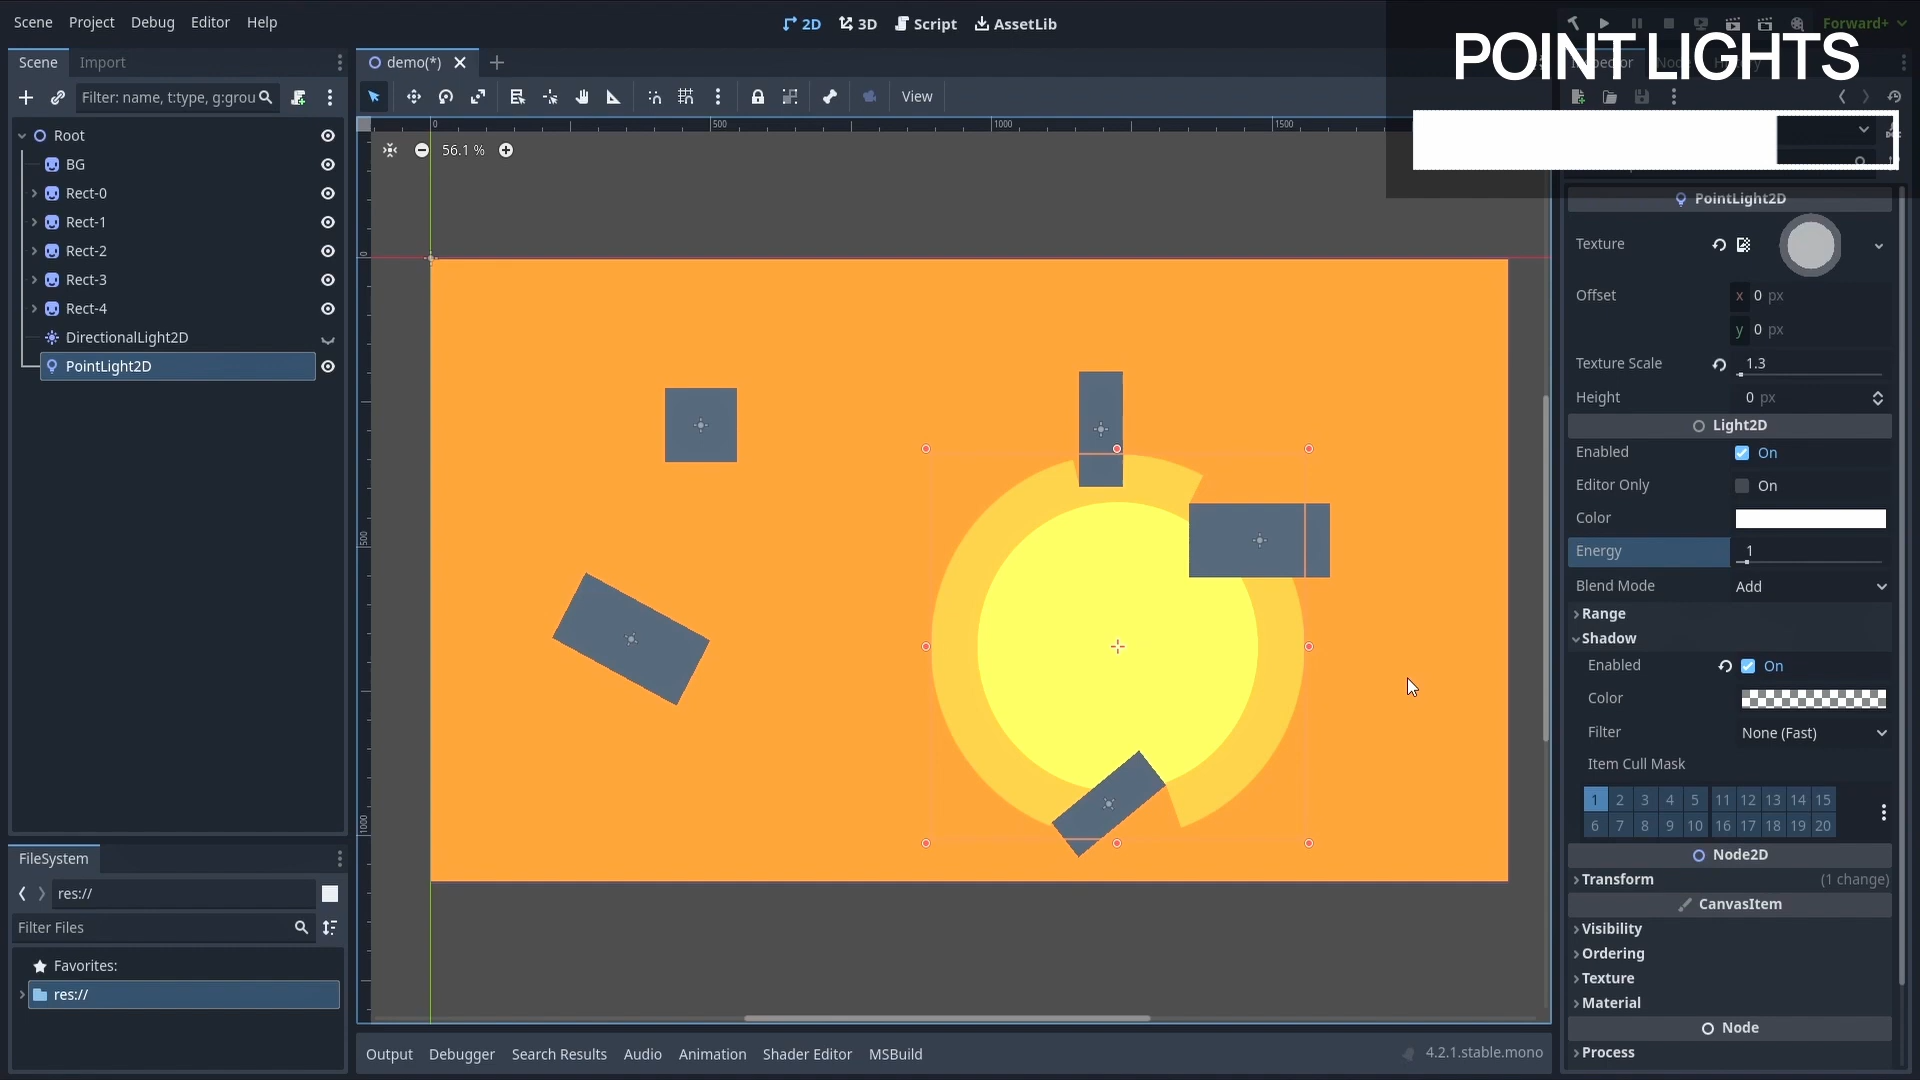 Scene Project Debug Editor Help
2D 3D Script AssetLib
Forward+
POINT LIGHTS
Scene Import
demo(*)
Inspector
Filter: name, t:type, g:grou
View
Root
BG
Rect-0
Rect-1
Rect-2
Rect-3
Rect-4
DirectionalLight2D
PointLight2D
0 500 1000 1500
56.1 %
0
500
1000
PointLight2D
Texture
Offset x 0 px
y 0 px
Texture Scale 1.3
Height 0 px
Light2D
Enabled On
Editor Only On
Color
Energy 1
Blend Mode Add
Range
Shadow
Enabled On
Color
Filter None (Fast)
Item Cull Mask
1 2 3 4 5 11 12 13 14 15
6 7 8 9 10 16 17 18 19 20
Node2D
Transform (1 change)
CanvasItem
Visibility
Ordering
Texture
Material
Node
Process
FileSystem
res://
Filter Files
Favorites:
res://
Output Debugger Search Results Audio Animation Shader Editor MSBuild
4.2.1.stable.mono